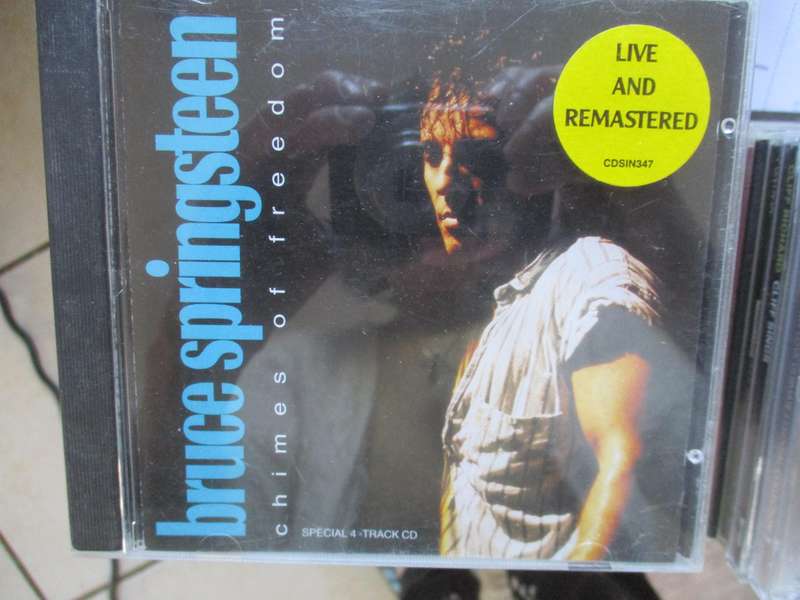 bruce springsteen
chimes of freedom
LIVE
AND
REMASTERED
CDSIN347
SPECIAL 4-TRACK CD